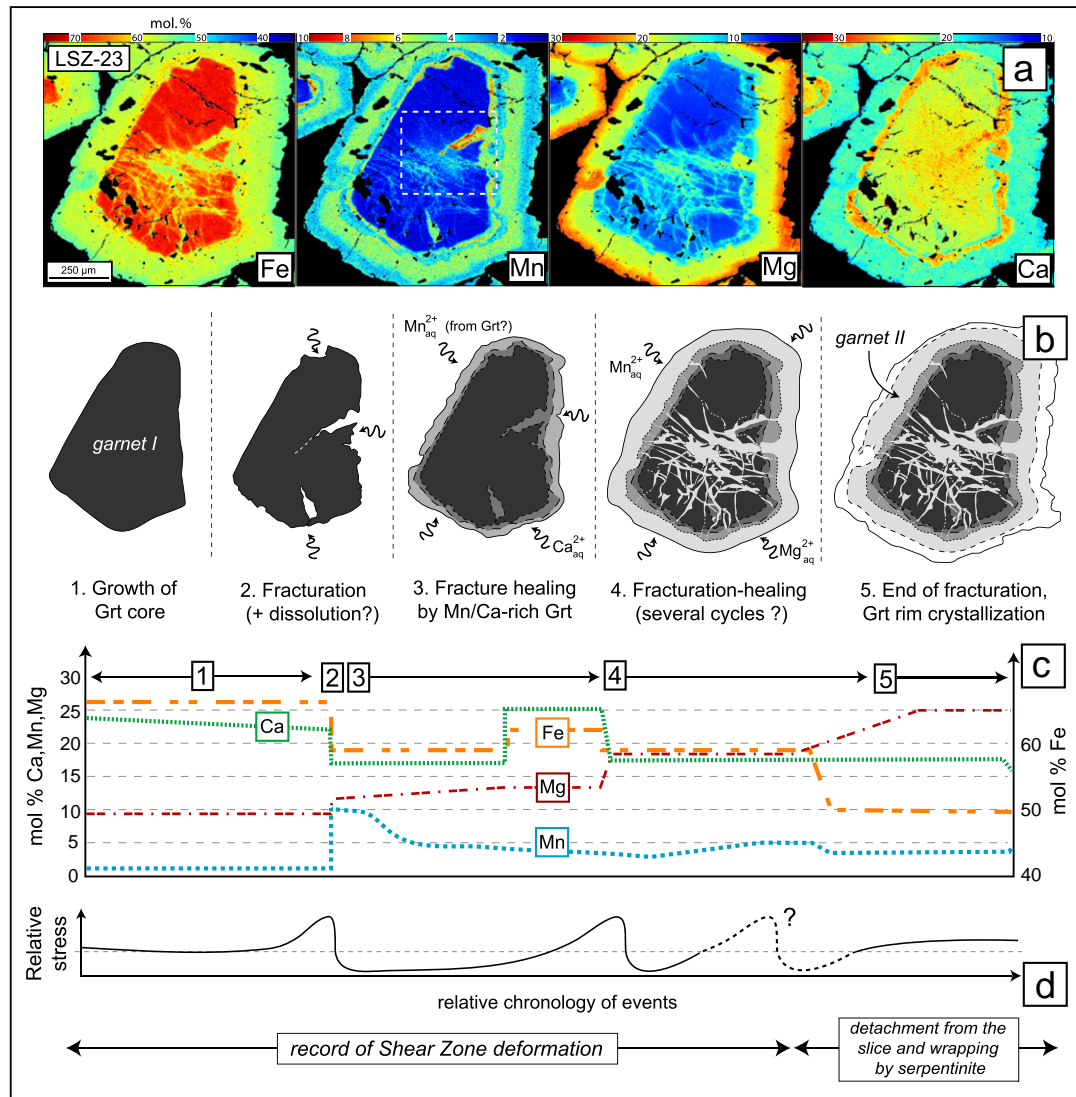 mol. %
70 60 50 40 10 8 6 4 2 30 20 10 30 20 10
LSZ-23
a
250 µm
Fe
Mn
Mg
Ca
b
garnet I
Mn2+aq (from Grt?)
Ca2+aq
Mn2+aq
Mg2+aq
garnet II
1. Growth of
Grt core
2. Fracturation
(+ dissolution?)
3. Fracture healing
by Mn/Ca-rich Grt
4. Fracturation-healing
(several cycles ?)
5. End of fracturation,
Grt rim crystallization
c
1 2 3 4 5
mol % Ca,Mn,Mg
30
25
20
15
10
5
0
Ca
Fe
Mg
Mn
60
50
40
mol % Fe
Relative
stress
?
d
relative chronology of events
record of Shear Zone deformation
detachment from the
slice and wrapping
by serpentinite